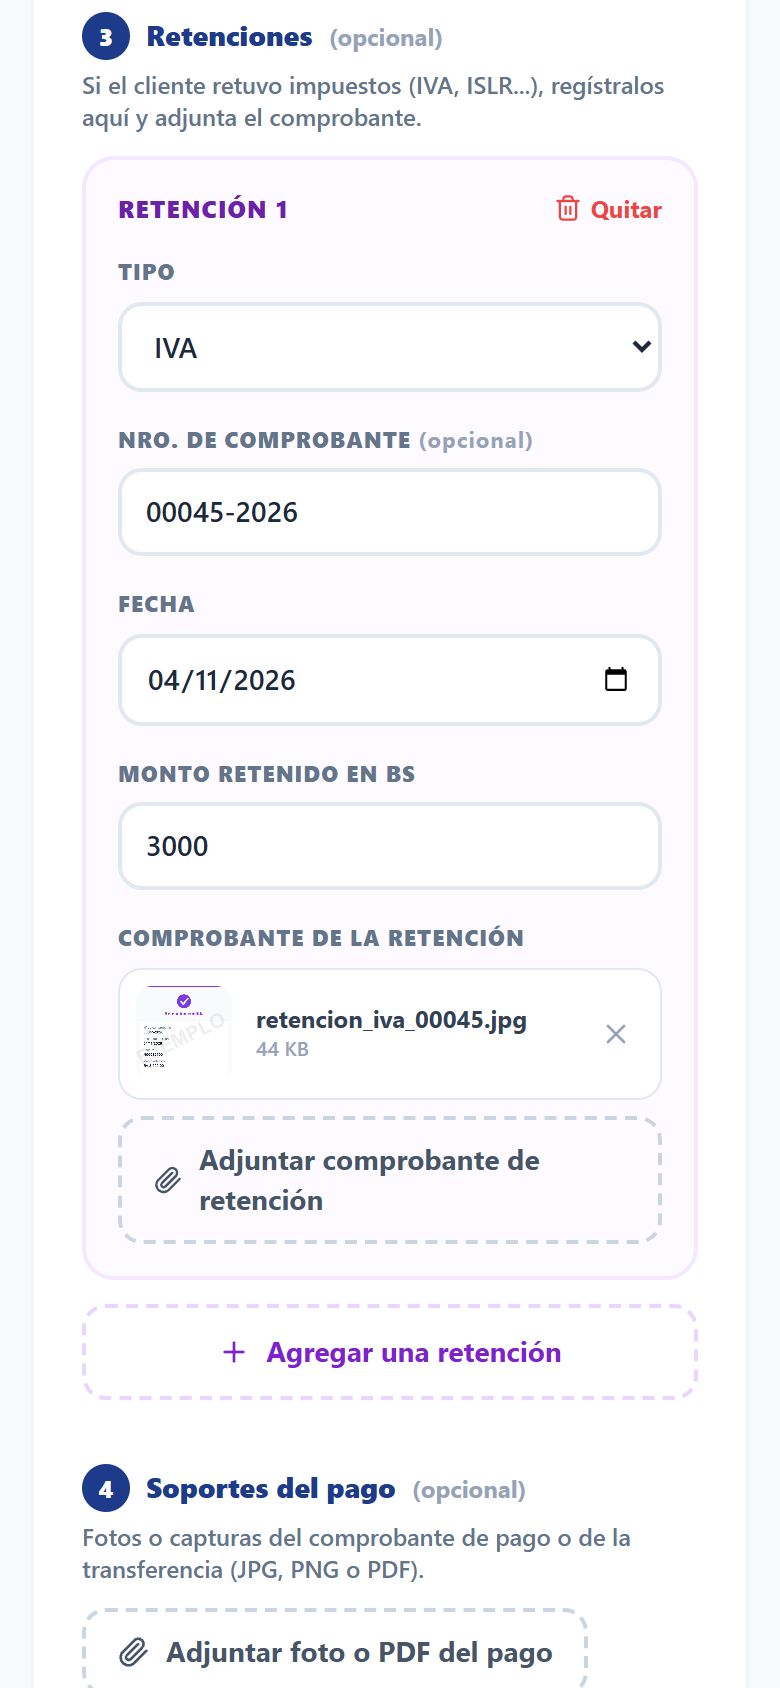 3 Retenciones (opcional)
Si el cliente retuvo impuestos (IVA, ISLR...), regístralos
aquí y adjunta el comprobante.
RETENCIÓN 1
Quitar
TIPO
IVA
NRO. DE COMPROBANTE (opcional)
00045-2026
FECHA
04/11/2026
MONTO RETENIDO EN BS
3000
COMPROBANTE DE LA RETENCIÓN
retencion_iva_00045.jpg
44 KB
Adjuntar comprobante de
retención
+ Agregar una retención
4 Soportes del pago (opcional)
Fotos o capturas del comprobante de pago o de la
transferencia (JPG, PNG o PDF).
Adjuntar foto o PDF del pago